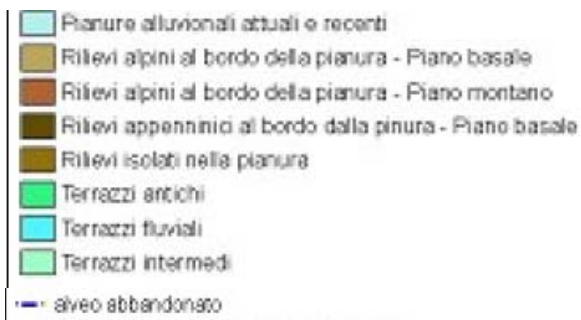 Pianure alluvionali attuali e recenti
Rilievi alpini al bordo della pianura - Piano basale
Rilievi alpini al bordo della pianura - Piano montano
Rilievi appenninici al bordo dalla pinura - Piano basale
Rilievi isolati nella pianura
Terrazzi antichi
Terrazzi fluviali
Terrazzi intermedi
alveo abbandonato